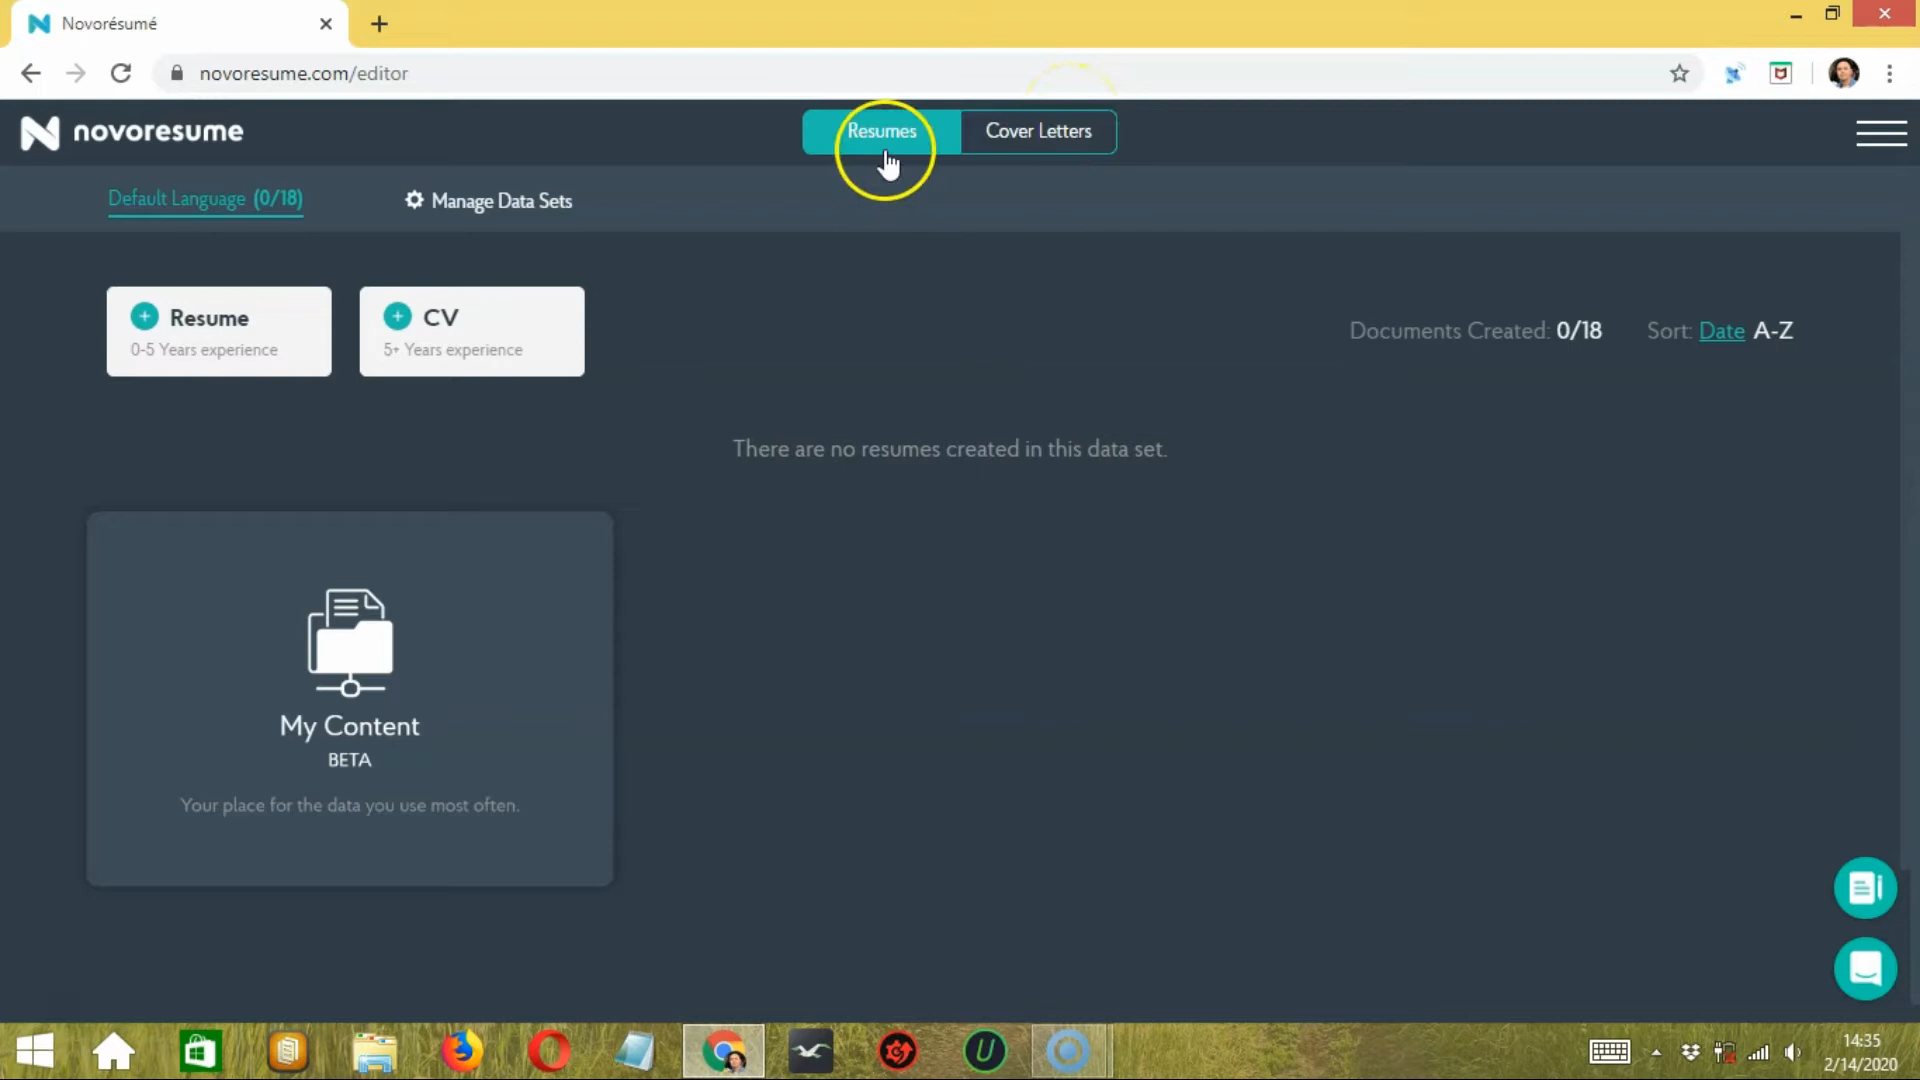 Novorésumé
novoresume.com/editor
novoresume
Resumes
Cover Letters
Default Language (0/18)
Manage Data Sets
Resume
0-5 Years experience
CV
5+ Years experience
Documents Created: 0/18
Sort: Date A-Z
There are no resumes created in this data set.
My Content
BETA
Your place for the data you use most often.
14:35
2/14/2020